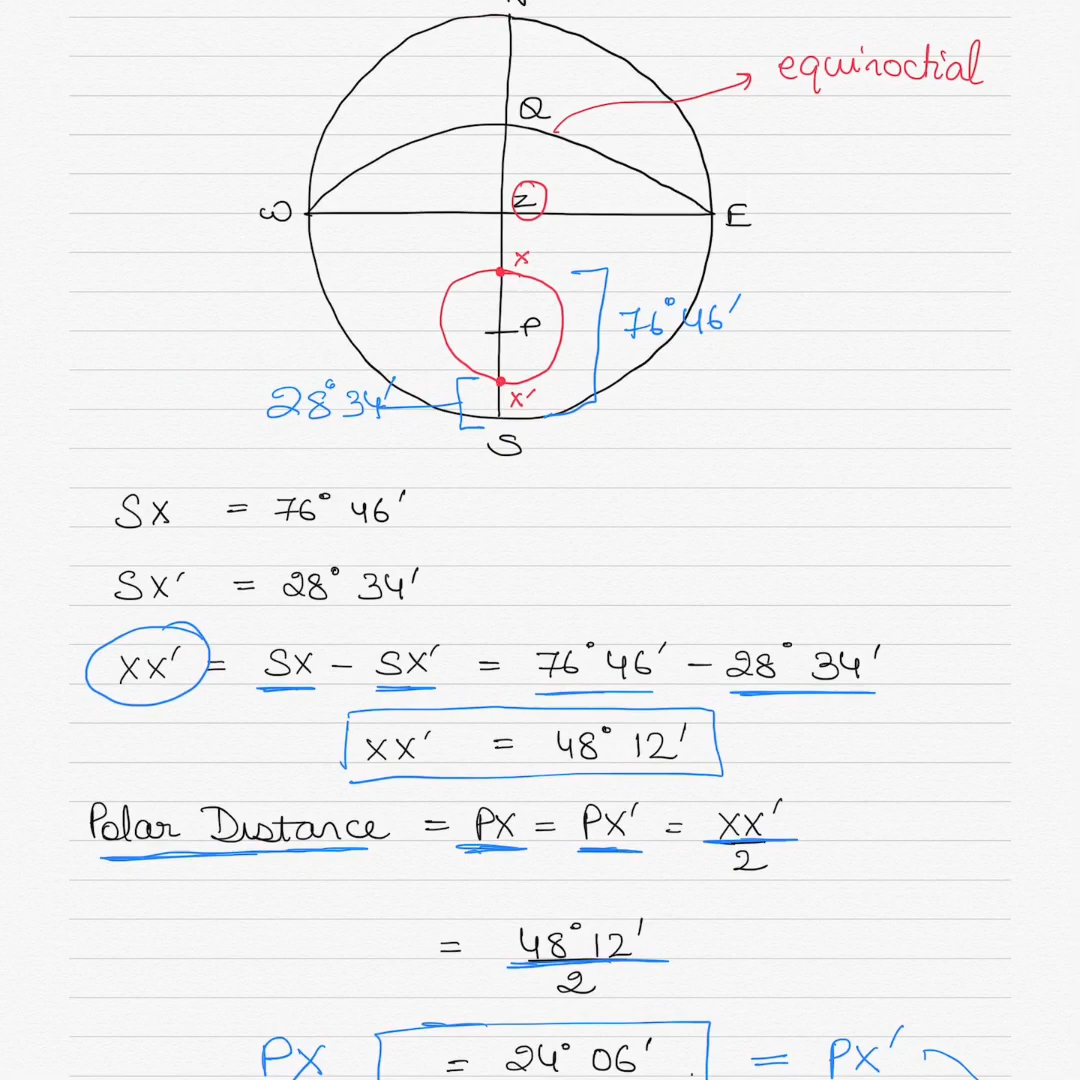 N
equinoctial
Q
W Z E
X
P 76° 46'
28° 34' X'
S
SX = 76° 46'
SX' = 28° 34'
XX' = SX - SX' = 76° 46' - 28° 34'
XX' = 48° 12'
Polar Distance = PX = PX' = XX'/2
= 48° 12'/2
PX = 24° 06' = PX'